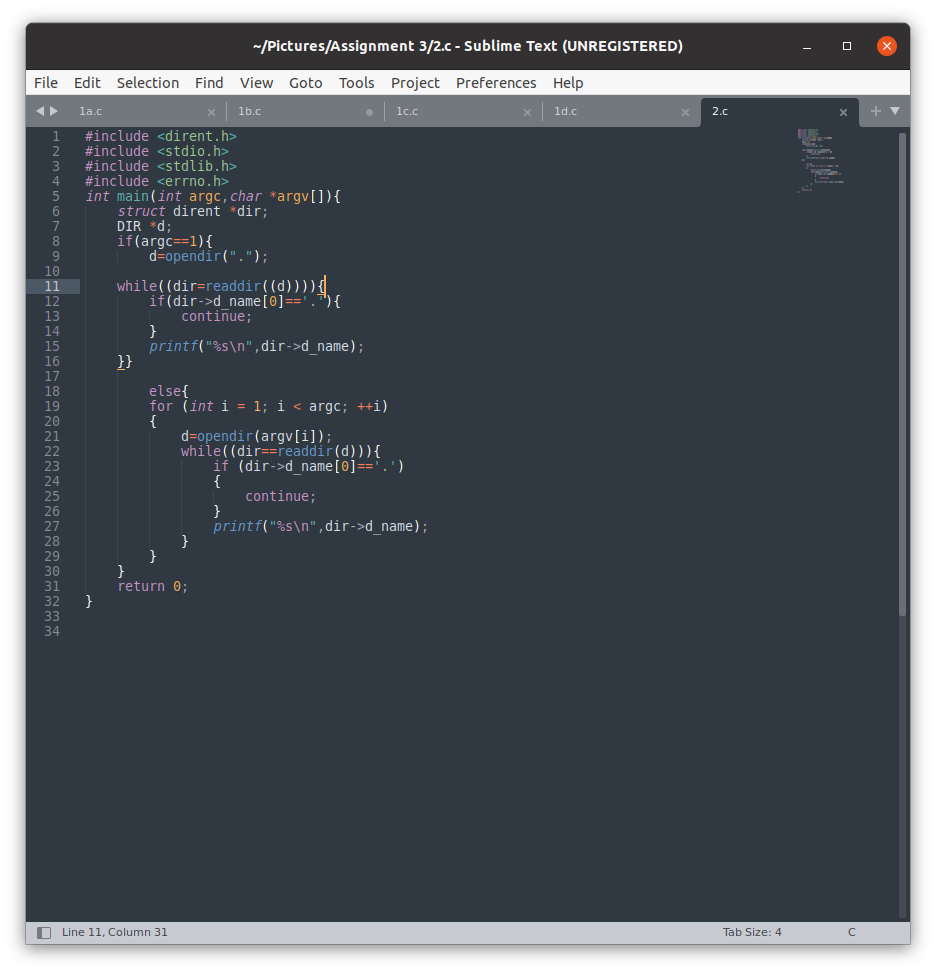 ~/Pictures/Assignment 3/2.c - Sublime Text (UNREGISTERED)
File Edit Selection Find View Goto Tools Project Preferences Help
1a.c 1b.c 1c.c 1d.c 2.c
1 #include <dirent.h>
2 #include <stdio.h>
3 #include <stdlib.h>
4 #include <errno.h>
5 int main(int argc,char *argv[]){
6     struct dirent *dir;
7     DIR *d;
8     if(argc==1){
9         d=opendir(".");
10
11     while((dir=readdir((d)))){
12         if(dir->d_name[0]=='.'){
13             continue;
14         }
15         printf("%s\n",dir->d_name);
16     }}
17
18         else{
19         for (int i = 1; i < argc; ++i)
20         {
21             d=opendir(argv[i]);
22             while((dir==readdir(d))){
23                 if (dir->d_name[0]=='.')
24                 {
25                     continue;
26                 }
27                 printf("%s\n",dir->d_name);
28             }
29         }
30     }
31     return 0;
32 }
33
34
Line 11, Column 31 Tab Size: 4 C